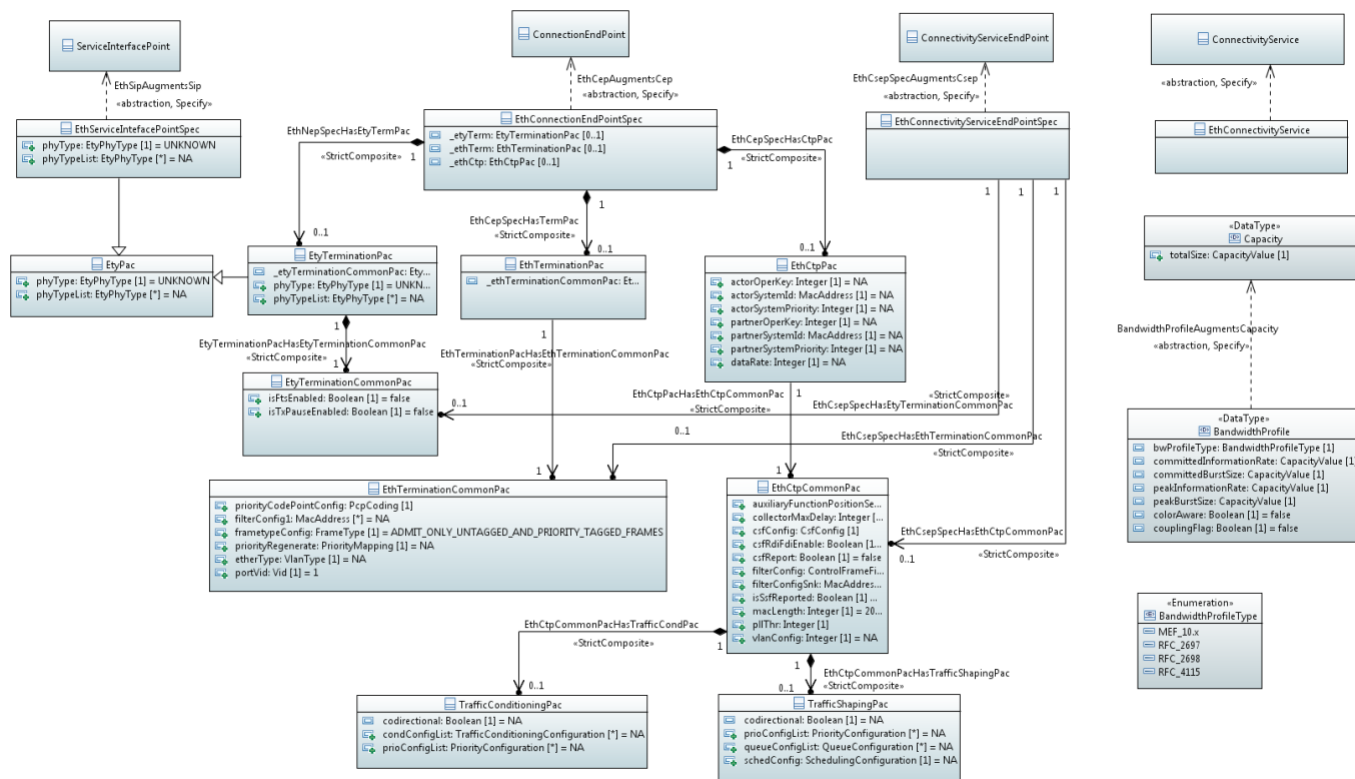 ServiceInterfacePoint
ConnectionEndPoint
ConnectivityServiceEndPoint
ConnectivityService
EthSipAugmentsSip
«abstraction, Specify»
EthCepAugmentsCep
«abstraction, Specify»
EthCsepSpecAugmentsCsep
«abstraction, Specify»
«abstraction, Specify»
EthServiceIntefacePointSpec
phyType: EtyPhyType [1] = UNKNOWN
phyTypeList: EtyPhyType [*] = NA
EthNepSpecHasEtyTermPac
«StrictComposite»
1
0..1
EthConnectionEndPointSpec
_etyTerm: EtyTerminationPac [0..1]
_ethTerm: EthTerminationPac [0..1]
_ethCtp: EthCtpPac [0..1]
EthCepSpecHasCtpPac
«StrictComposite»
1
0..1
EthConnectivityServiceEndPointSpec
1
1
1
EthConnectivityService
EthCepSpecHasTermPac
«StrictComposite»
1
0..1
«DataType»
Capacity
totalSize: CapacityValue [1]
EtyPac
phyType: EtyPhyType [1] = UNKNOWN
phyTypeList: EtyPhyType [*] = NA
EtyTerminationPac
_etyTerminationCommonPac: Ety...
phyType: EtyPhyType [1] = UNKN...
phyTypeList: EtyPhyType [*] = NA
EthTerminationPac
_ethTerminationCommonPac: Et...
EthCtpPac
actorOperKey: Integer [1] = NA
actorSystemId: MacAddress [1] = NA
actorSystemPriority: Integer [1] = NA
partnerOperKey: Integer [1] = NA
partnerSystemId: MacAddress [1] = NA
partnerSystemPriority: Integer [1] = NA
dataRate: Integer [1] = NA
BandwidthProfileAugmentsCapacity
«abstraction, Specify»
1
EtyTerminationPacHasEtyTerminationCommonPac
«StrictComposite»
1
1
EthTerminationPacHasEthTerminationCommonPac
«StrictComposite»
1
EtyTerminationCommonPac
isFtsEnabled: Boolean [1] = false
isTxPauseEnabled: Boolean [1] = false
1
EthCtpPacHasEthCtpCommonPac
«StrictComposite»
1
«StrictComposite»
EthCsepSpecHasEtyTerminationCommonPac
0..1
EthCsepSpecHasEthTerminationCommonPac
«StrictComposite»
0..1
«DataType»
BandwidthProfile
bwProfileType: BandwidthProfileType [1]
committedInformationRate: CapacityValue [1]
committedBurstSize: CapacityValue [1]
peakInformationRate: CapacityValue [1]
peakBurstSize: CapacityValue [1]
colorAware: Boolean [1] = false
couplingFlag: Boolean [1] = false
EthTerminationCommonPac
priorityCodePointConfig: PcpCoding [1]
filterConfig1: MacAddress [*] = NA
frametypeConfig: FrameType [1] = ADMIT_ONLY_UNTAGGED_AND_PRIORITY_TAGGED_FRAMES
priorityRegenerate: PriorityMapping [1] = NA
etherType: VlanType [1] = NA
portVid: Vid [1] = 1
EthCtpCommonPac
auxiliaryFunctionPositionSe...
collectorMaxDelay: Integer [...
csfConfig: CsfConfig [1]
csfRdiFdiEnable: Boolean [1...
csfReport: Boolean [1] = false
filterConfig: ControlFrameFi...
filterConfigSnk: MacAddres...
isSsfReported: Boolean [1] ...
macLength: Integer [1] = 20...
pllThr: Integer [1]
vlanConfig: Integer [1] = NA
EthCsepSpecHasEthCtpCommonPac
«StrictComposite»
0..1
«Enumeration»
BandwidthProfileType
MEF_10.x
RFC_2697
RFC_2698
RFC_4115
EthCtpCommonPacHasTrafficCondPac
«StrictComposite»
1
0..1
1
EthCtpCommonPacHasTrafficShapingPac
«StrictComposite»
0..1
TrafficConditioningPac
codirectional: Boolean [1] = NA
condConfigList: TrafficConditioningConfiguration [*] = NA
prioConfigList: PriorityConfiguration [*] = NA
TrafficShapingPac
codirectional: Boolean [1] = NA
prioConfigList: PriorityConfiguration [*] = NA
queueConfigList: QueueConfiguration [*] = NA
schedConfig: SchedulingConfiguration [1] = NA